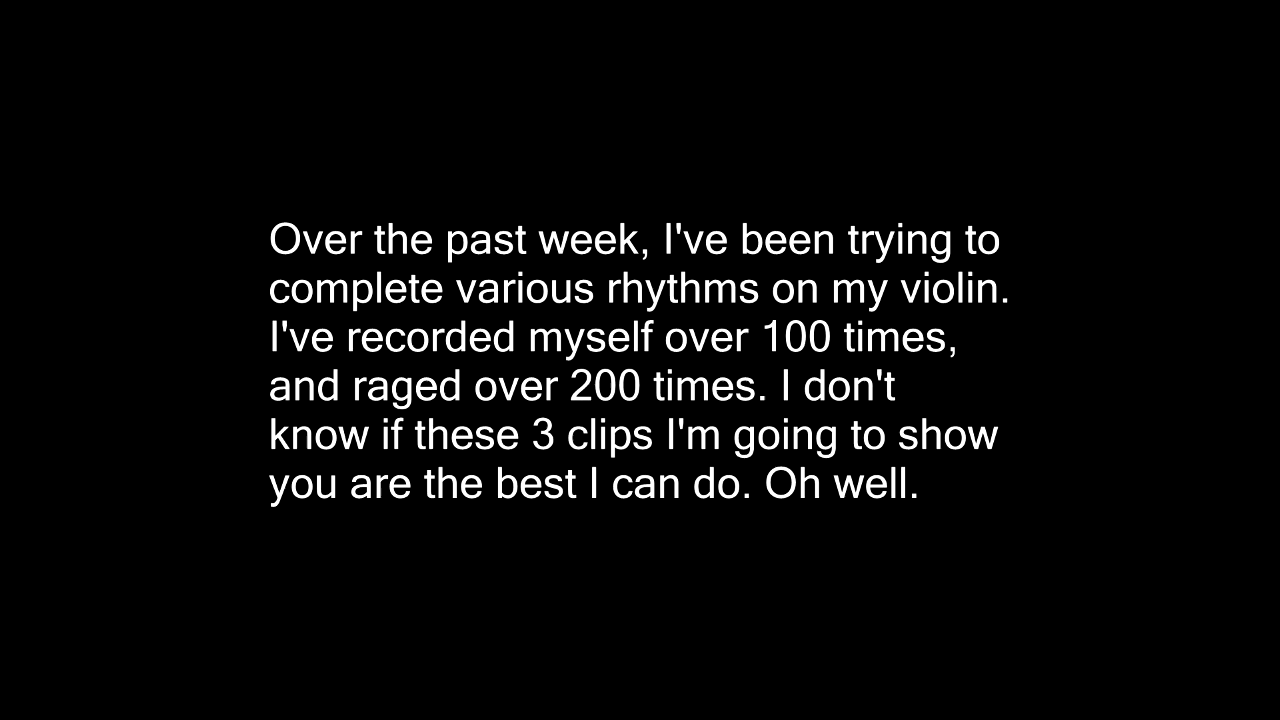 Over the past week, I've been trying to
complete various rhythms on my violin.
I've recorded myself over 100 times,
and raged over 200 times. I don't
know if these 3 clips I'm going to show
you are the best I can do. Oh well.